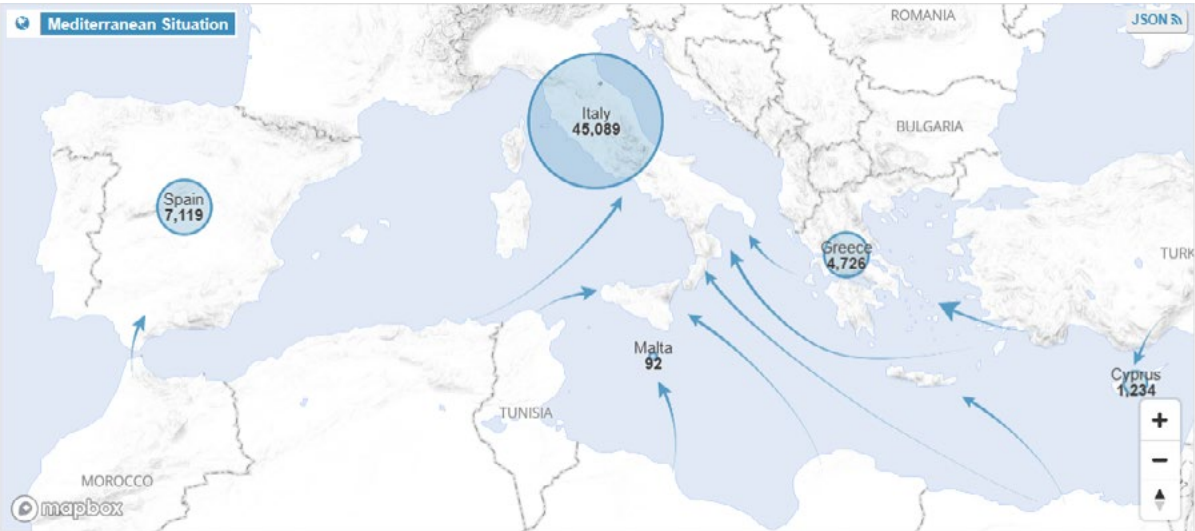 Mediterranean Situation
JSON
ROMANIA
Italy
45,089
BULGARIA
Spain
7,119
Greece
4,726
TURK
Malta
92
Cyprus
1,234
TUNISIA
+
−
MOROCCO
mapbox